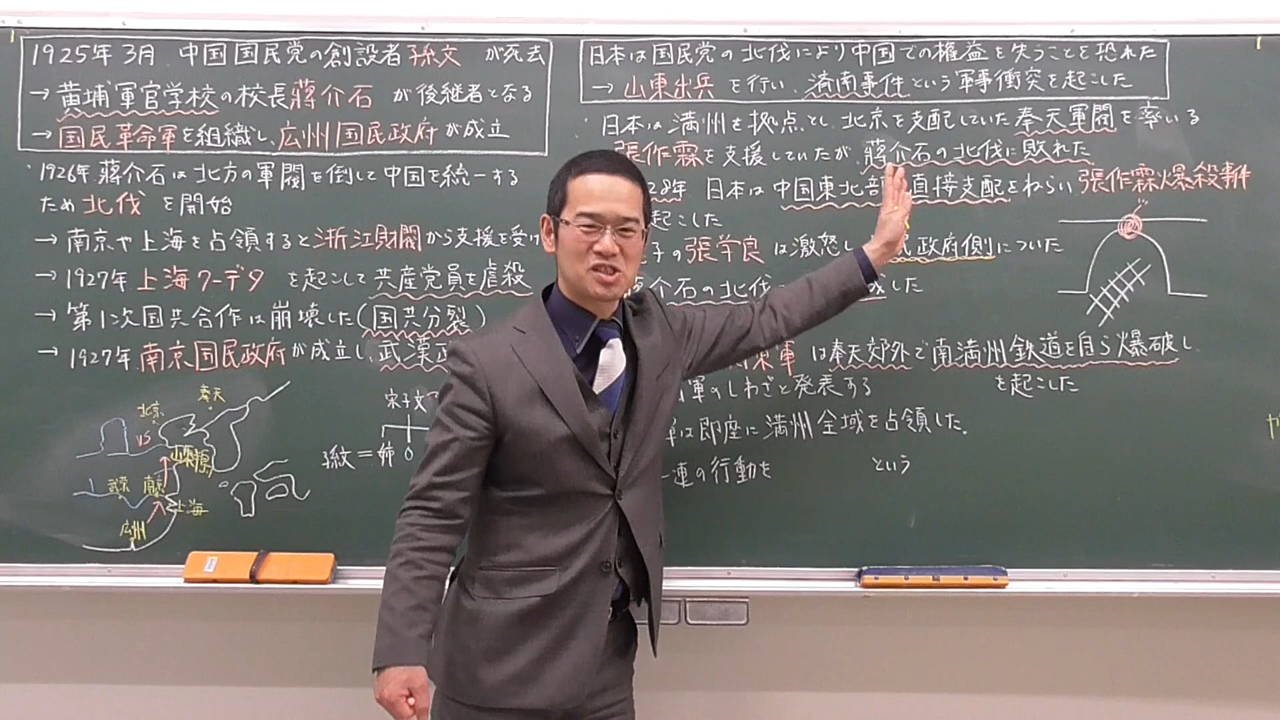 1925年3月 中国国民党の創設者孫文 が死去
→ 黄埔軍官学校の校長蔣介石 が後継者となる
→ 国民革命軍を組織し、広州国民政府が成立
・1926年 蔣介石は北方の軍閥を倒して中国を統一する
ため 北伐 を開始
→ 南京や上海を占領すると浙江財閥から支援を受け
→ 1927年 上海クーデタ を起こして共産党員を虐殺
→ 第1次国共合作は崩壊した(国共分裂)
→ 1927年 南京国民政府が成立し、武漢
奉天
北京
VS
山東
武漢 南京
上海
広州
宋子文
孫文=姉
日本は国民党の北伐により中国での権益を失うことを恐れた
→ 山東出兵 を行い、済南事件という軍事衝突を起こした
・日本は満州を拠点とし、北京を支配していた奉天軍閥を率いる
張作霖を支援していたが、蔣介石の北伐に敗れた
28年 日本は中国東北部 直接支配をねらい 張作霖爆殺事件
起こした
子の張学良 は激怒し 民政府側についた
蔣介石の北伐 成した
東軍 は奉天郊外で南満州鉄道を自ら爆破し
軍のしわざと発表する を起こした
は即座に満州全域を占領した。
一連の行動を という